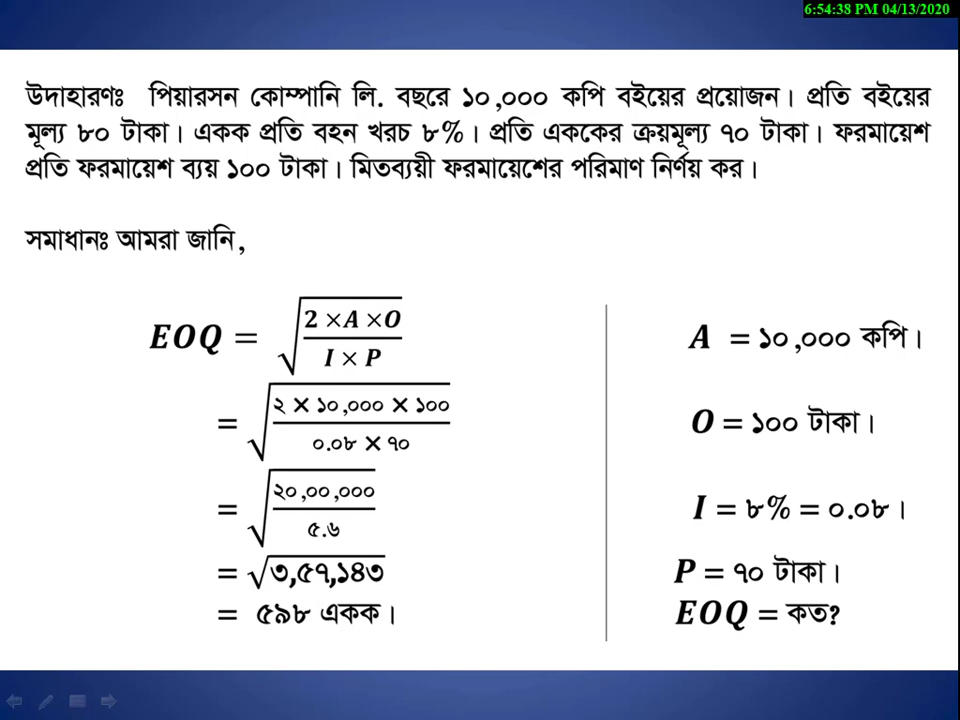 6:54:38 PM 04/13/2020
উদাহরণঃ পিয়ারসন কোম্পানি লি. বছরে ১০,০০০ কপি বইয়ের প্রয়োজন। প্রতি বইয়ের
মূল্য ৮০ টাকা। একক প্রতি বহন খরচ ৮%। প্রতি এককের ক্রয়মূল্য ৭০ টাকা। ফরমায়েশ
প্রতি ফরমায়েশ ব্যয় ১০০ টাকা। মিতব্যয়ী ফরমায়েশের পরিমাণ নির্ণয় কর।
সমাধানঃ আমরা জানি,
EOQ = √((2 ×A ×O)/(I × P))
= √((২ × ১০,০০০ × ১০০)/(০.০৮ × ৭০))
= √((২০,০০,০০০)/(৫.৬))
= √৩,৫৭,১৪৩
= ৫৯৮ একক।
A = ১০,০০০ কপি।
O = ১০০ টাকা।
I = ৮% = ০.০৮।
P = ৭০ টাকা।
EOQ = কত?